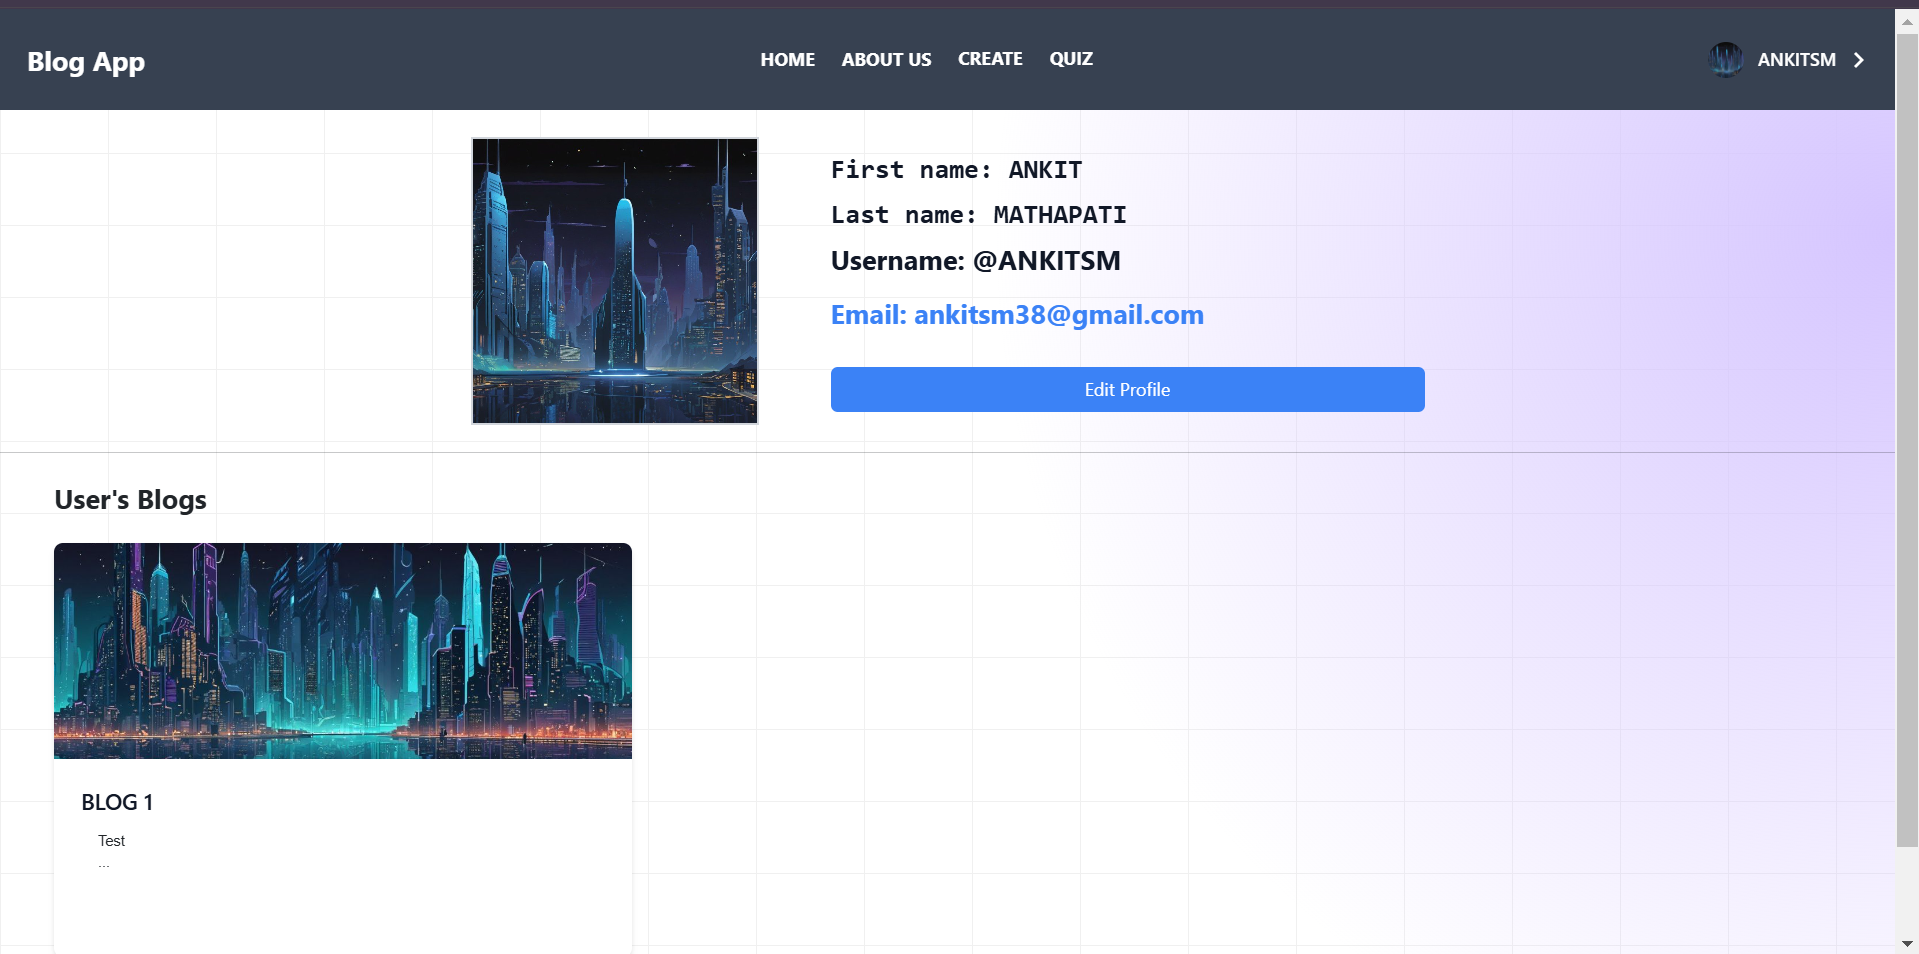 Blog App
HOME ABOUT US CREATE QUIZ
ANKITSM
First name: ANKIT
Last name: MATHAPATI
Username: @ANKITSM
Email: ankitsm38@gmail.com
Edit Profile
User's Blogs
BLOG 1
Test
...